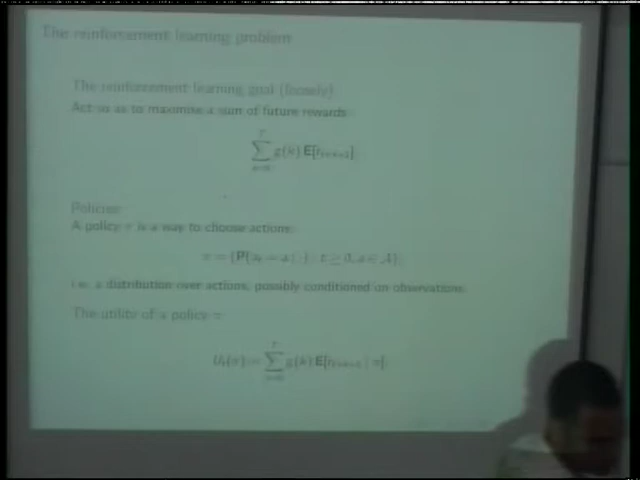 The reinforcement learning problem
The reinforcement learning goal (loosely)
Act so as to maximise a sum of future rewards
Policies
A policy π is a way to choose actions
i.e. a distribution over actions, possibly conditioned on observations
The utility of a policy π